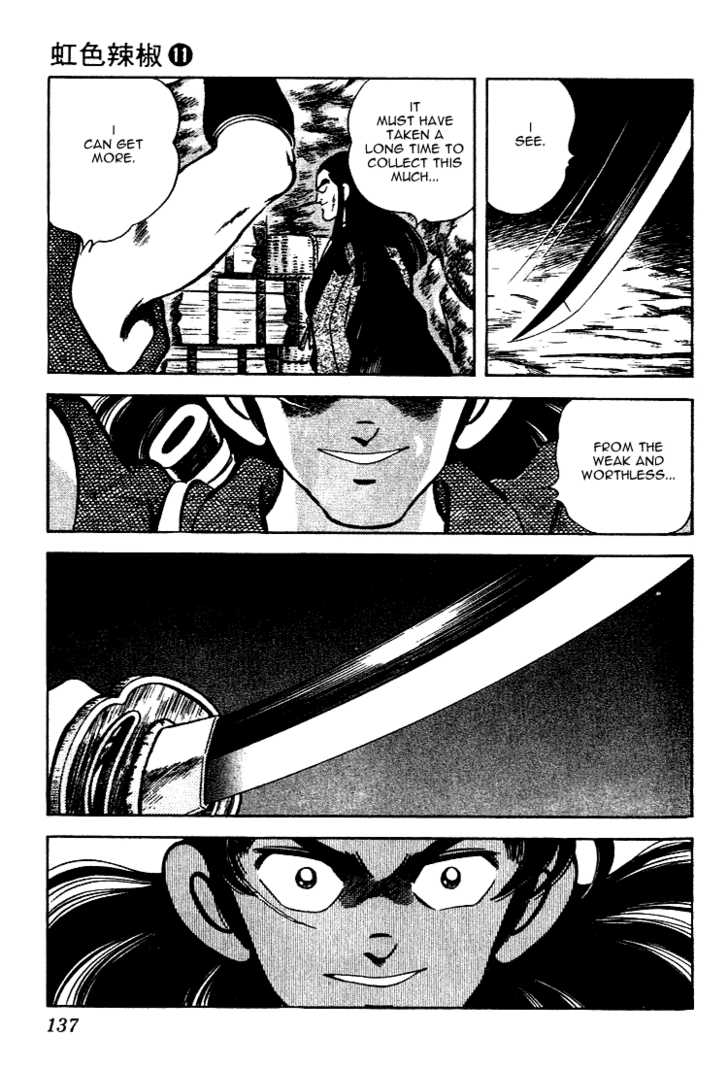 虹色辣椒⓫
I
SEE.
IT
MUST HAVE
TAKEN A
LONG TIME TO
COLLECT THIS
MUCH...
I
CAN GET
MORE.
FROM THE
WEAK AND
WORTHLESS...
137